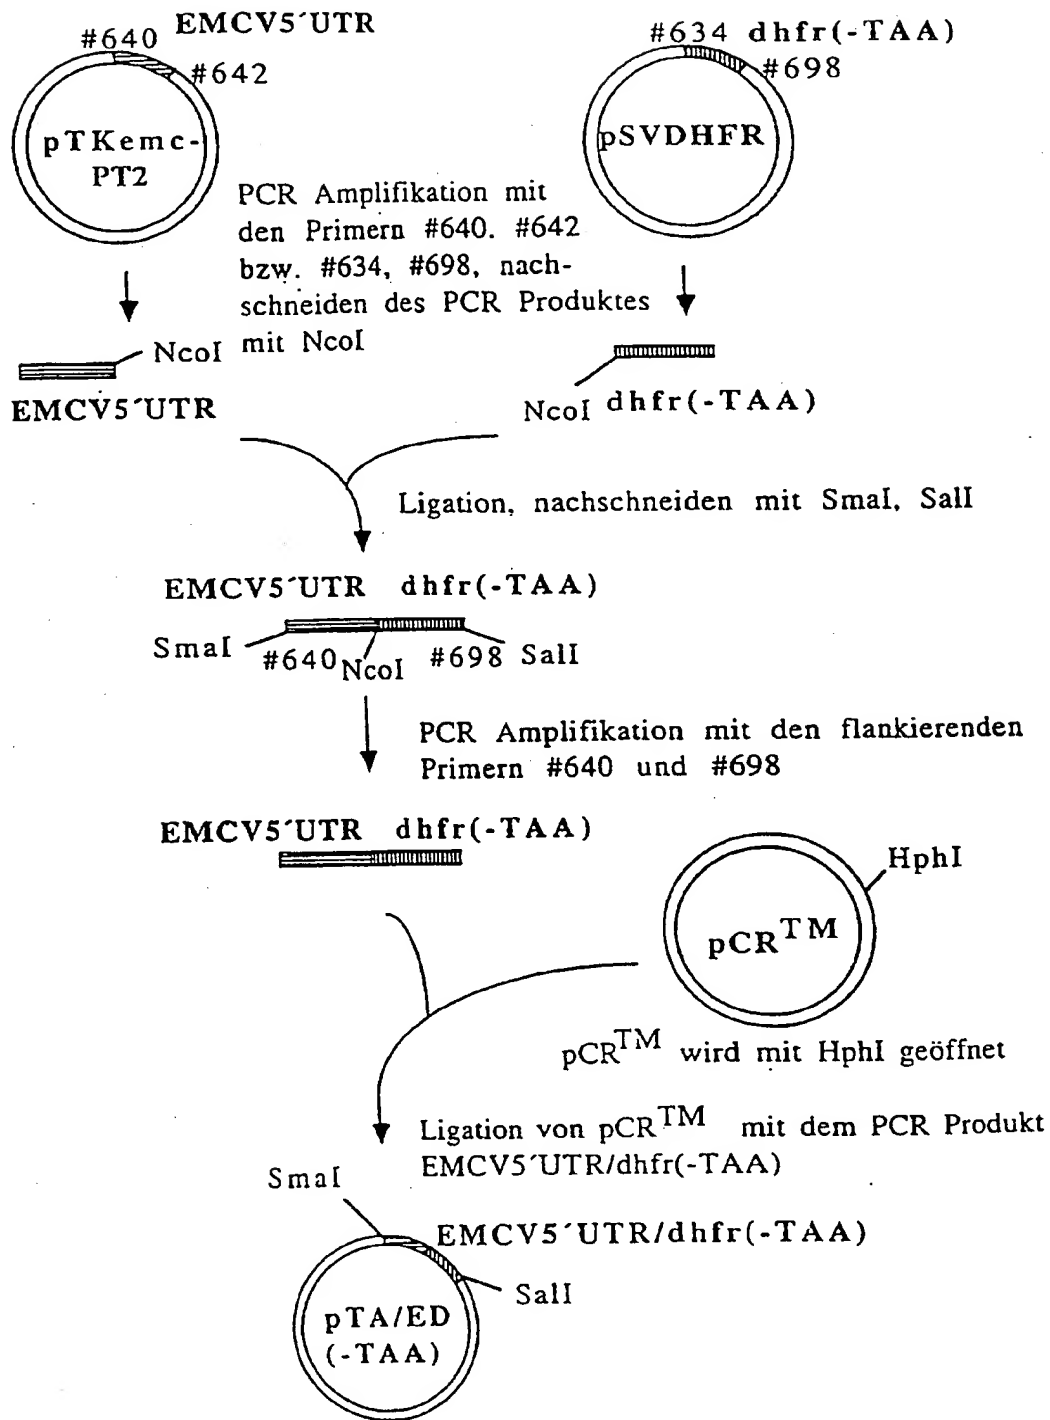 #640 EMCV5´UTR
#642
pTKemc-
PT2
#634 dhfr(-TAA)
#698
pSVDHFR
PCR Amplifikation mit
den Primern #640. #642
bzw. #634, #698, nach-
schneiden des PCR Produktes
mit NcoI
NcoI
EMCV5´UTR
NcoI dhfr(-TAA)
Ligation, nachschneiden mit SmaI, SalI
EMCV5´UTR dhfr(-TAA)
SmaI #640 NcoI #698 SalI
PCR Amplifikation mit den flankierenden
Primern #640 und #698
EMCV5´UTR dhfr(-TAA)
HphI
pCR™
pCR™ wird mit HphI geöffnet
Ligation von pCR™ mit dem PCR Produkt
EMCV5´UTR/dhfr(-TAA)
SmaI
EMCV5´UTR/dhfr(-TAA)
SalI
pTA/ED
(-TAA)